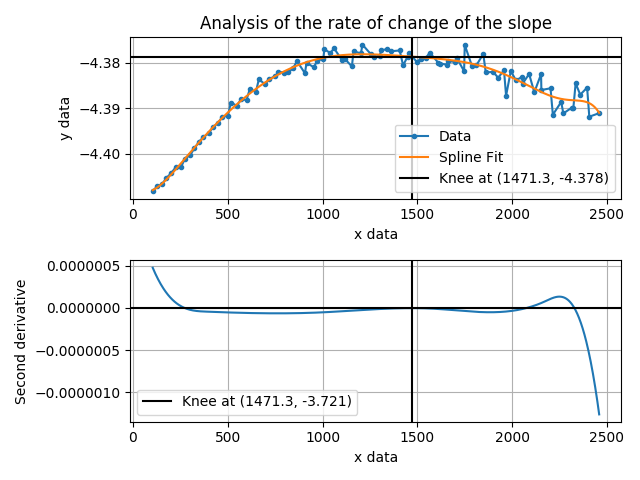 Analysis of the rate of change of the slope
y data
−4.38
−4.39
−4.40
Data
Spline Fit
Knee at (1471.3, -4.378)
0 500 1000 1500 2000 2500
x data
Second derivative
0.0000005
0.0000000
−0.0000005
−0.0000010
Knee at (1471.3, -3.721)
0 500 1000 1500 2000 2500
x data